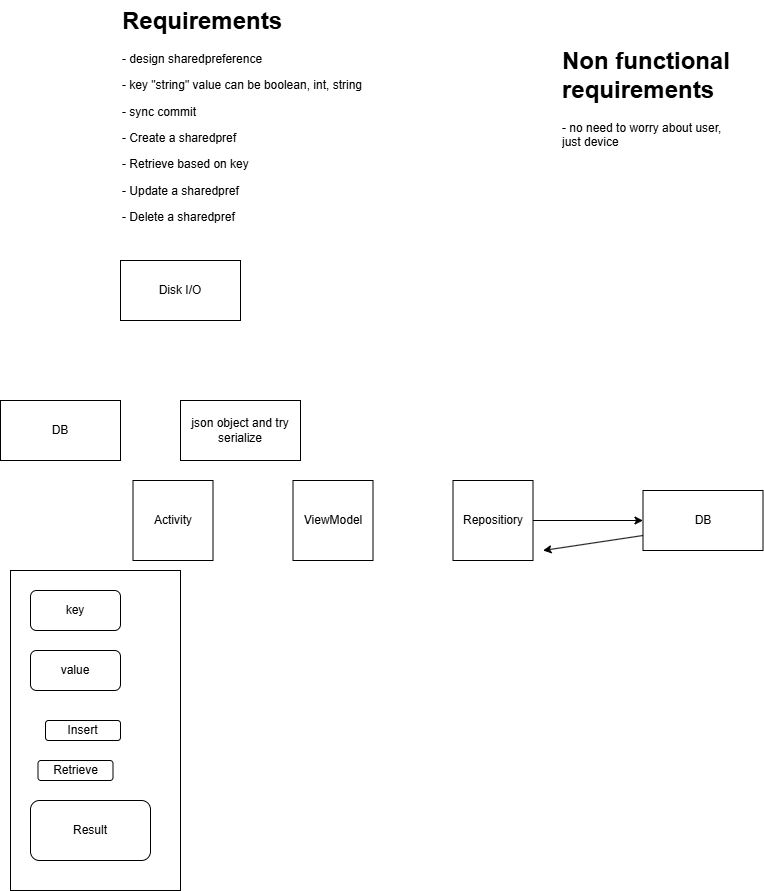 Requirements
- design sharedpreference
- key "string" value can be boolean, int, string
- sync commit
- Create a sharedpref
- Retrieve based on key
- Update a sharedpref
- Delete a sharedpref
Non functional
requirements
- no need to worry about user,
just device
Disk I/O
DB
json object and try
serialize
Activity
ViewModel
Repositiory
DB
key
value
Insert
Retrieve
Result